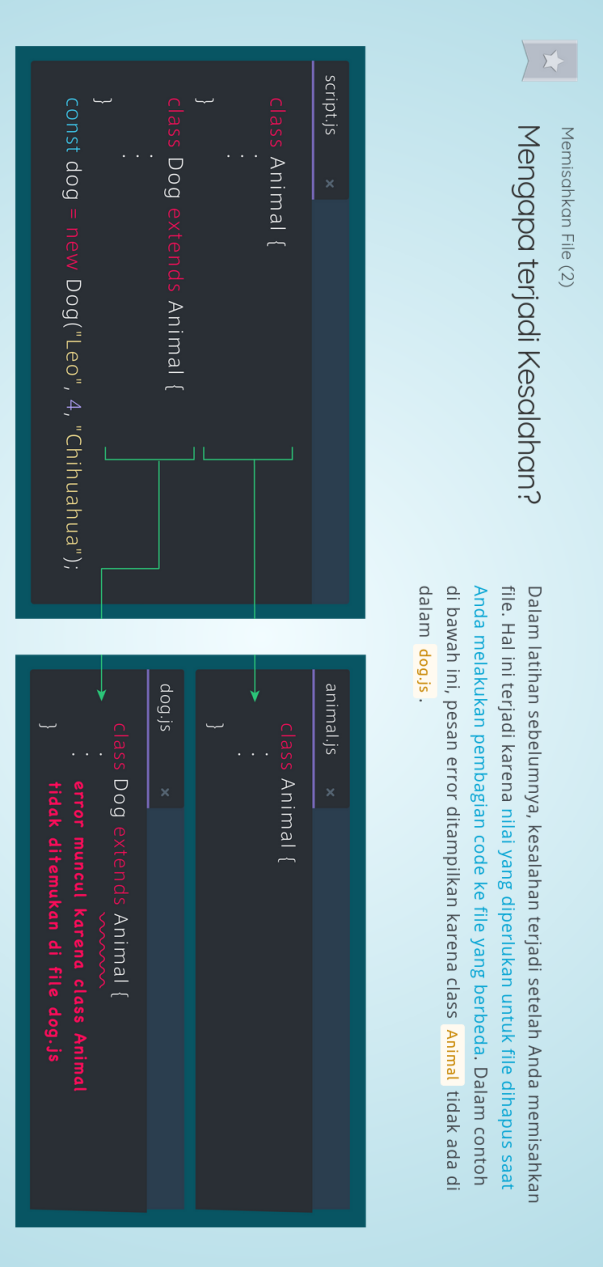 Memisahkan File (2)
Mengapa terjadi Kesalahan?
Dalam latihan sebelumnya, kesalahan terjadi setelah Anda memisahkan
file. Hal ini terjadi karena nilai yang diperlukan untuk file dihapus saat
Anda melakukan pembagian code ke file yang berbeda. Dalam contoh
di bawah ini, pesan error ditampilkan karena class Animal tidak ada di
dalam dog.js .
script.js ×
class Animal {
:
}
class Dog extends Animal {
:
}
const dog = new Dog("Leo", 4, "Chihuahua");
animal.js ×
class Animal {
:
}
dog.js ×
class Dog extends Animal {
:
}
error muncul karena class Animal
tidak ditemukan di file dog.js